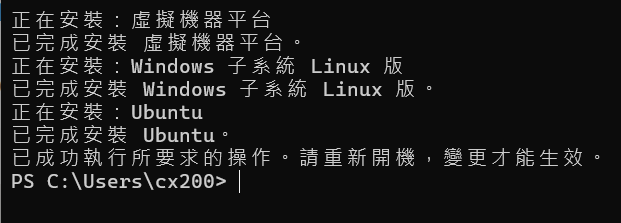 正在安裝：虛擬機器平台
已完成安裝 虛擬機器平台。
正在安裝：Windows 子系統 Linux 版
已完成安裝 Windows 子系統 Linux 版。
正在安裝：Ubuntu
已完成安裝 Ubuntu。
已成功執行所要求的操作。請重新開機，變更才能生效。
PS C:\Users\cx200>